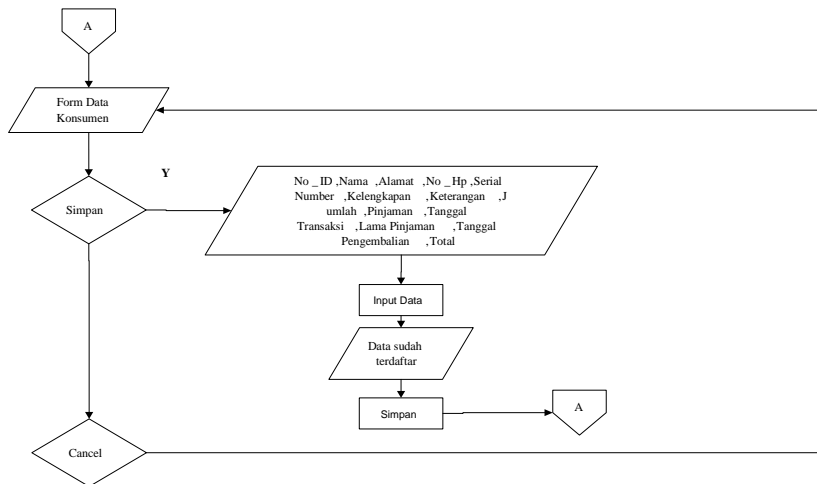 A
Form Data
Konsumen
Y
Simpan
No _ ID ,Nama ,Alamat ,No _ Hp ,Serial
Number ,Kelengkapan ,Keterangan ,J
umlah ,Pinjaman ,Tanggal
Transaksi ,Lama Pinjaman ,Tanggal
Pengembalian ,Total
Input Data
Data sudah
terdaftar
Simpan
A
Cancel